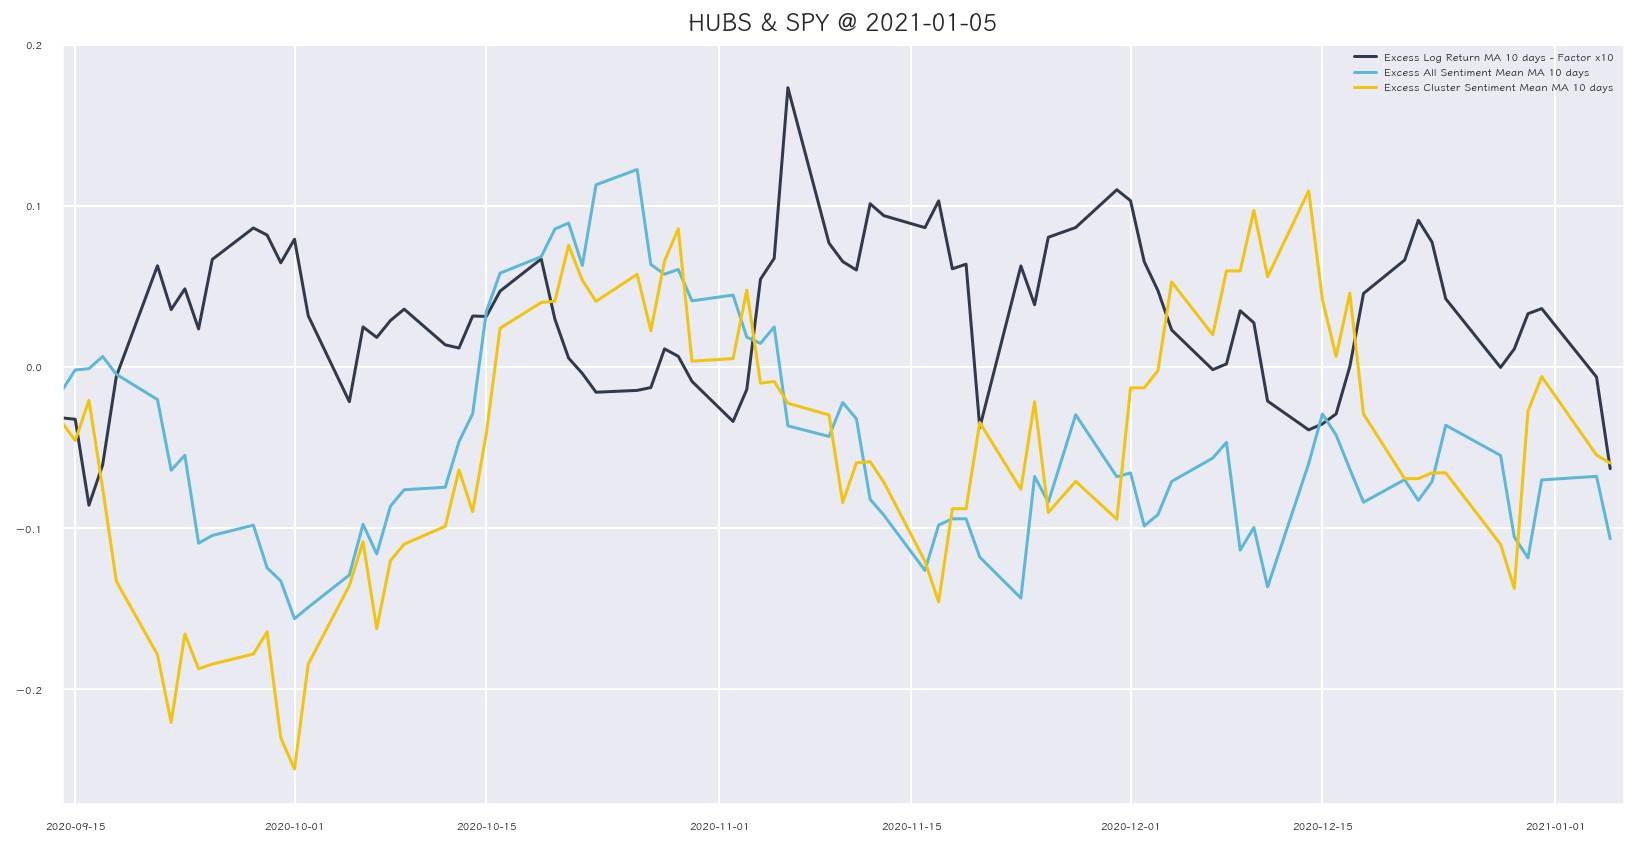 HUBS & SPY @ 2021-01-05
Excess Log Return MA 10 days - Factor x10
Excess All Sentiment Mean MA 10 days
Excess Cluster Sentiment Mean MA 10 days
0.2
0.1
0.0
−0.1
−0.2
2020-09-15 2020-10-01 2020-10-15 2020-11-01 2020-11-15 2020-12-01 2020-12-15 2021-01-01